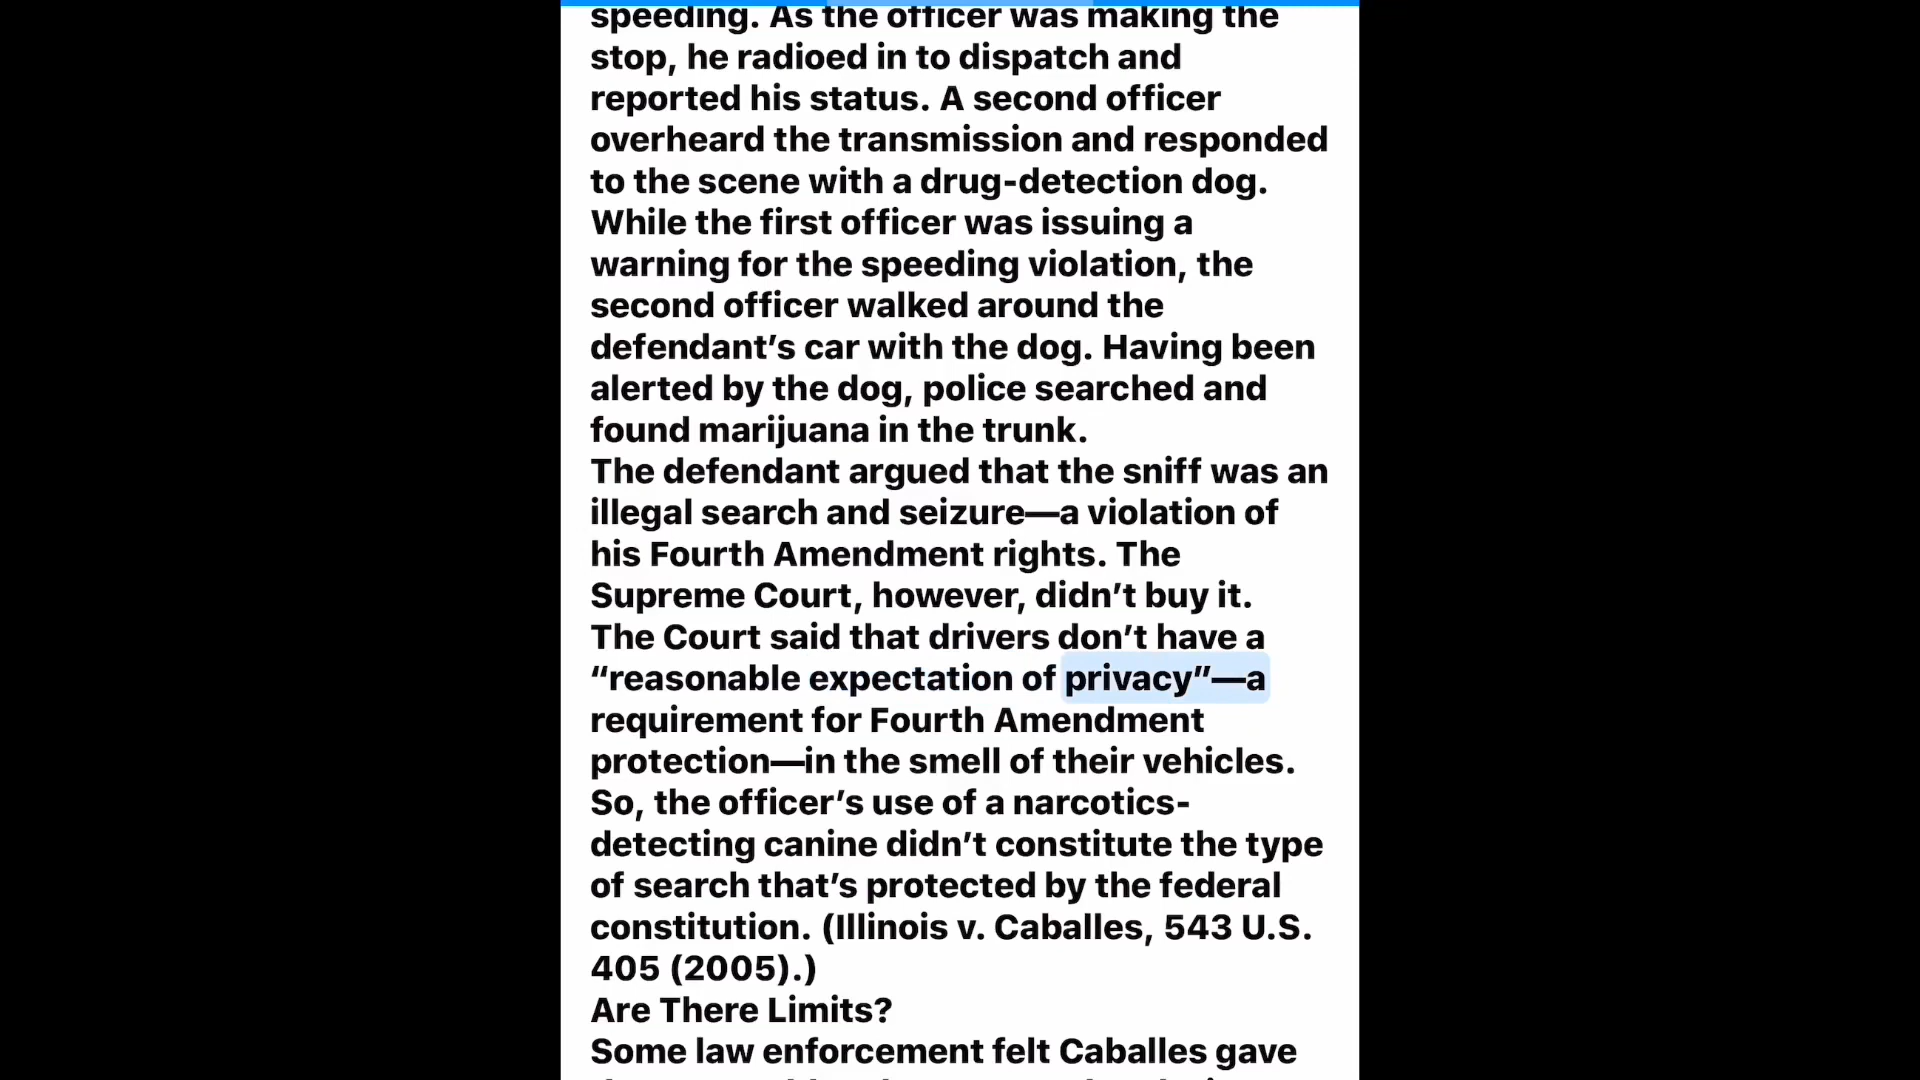 speeding. As the officer was making the
stop, he radioed in to dispatch and
reported his status. A second officer
overheard the transmission and responded
to the scene with a drug-detection dog.
While the first officer was issuing a
warning for the speeding violation, the
second officer walked around the
defendant’s car with the dog. Having been
alerted by the dog, police searched and
found marijuana in the trunk.
The defendant argued that the sniff was an
illegal search and seizure—a violation of
his Fourth Amendment rights. The
Supreme Court, however, didn’t buy it.
The Court said that drivers don’t have a
“reasonable expectation of privacy”—a
requirement for Fourth Amendment
protection—in the smell of their vehicles.
So, the officer’s use of a narcotics-
detecting canine didn’t constitute the type
of search that’s protected by the federal
constitution. (Illinois v. Caballes, 543 U.S.
405 (2005).)
Are There Limits?
Some law enforcement felt Caballes gave